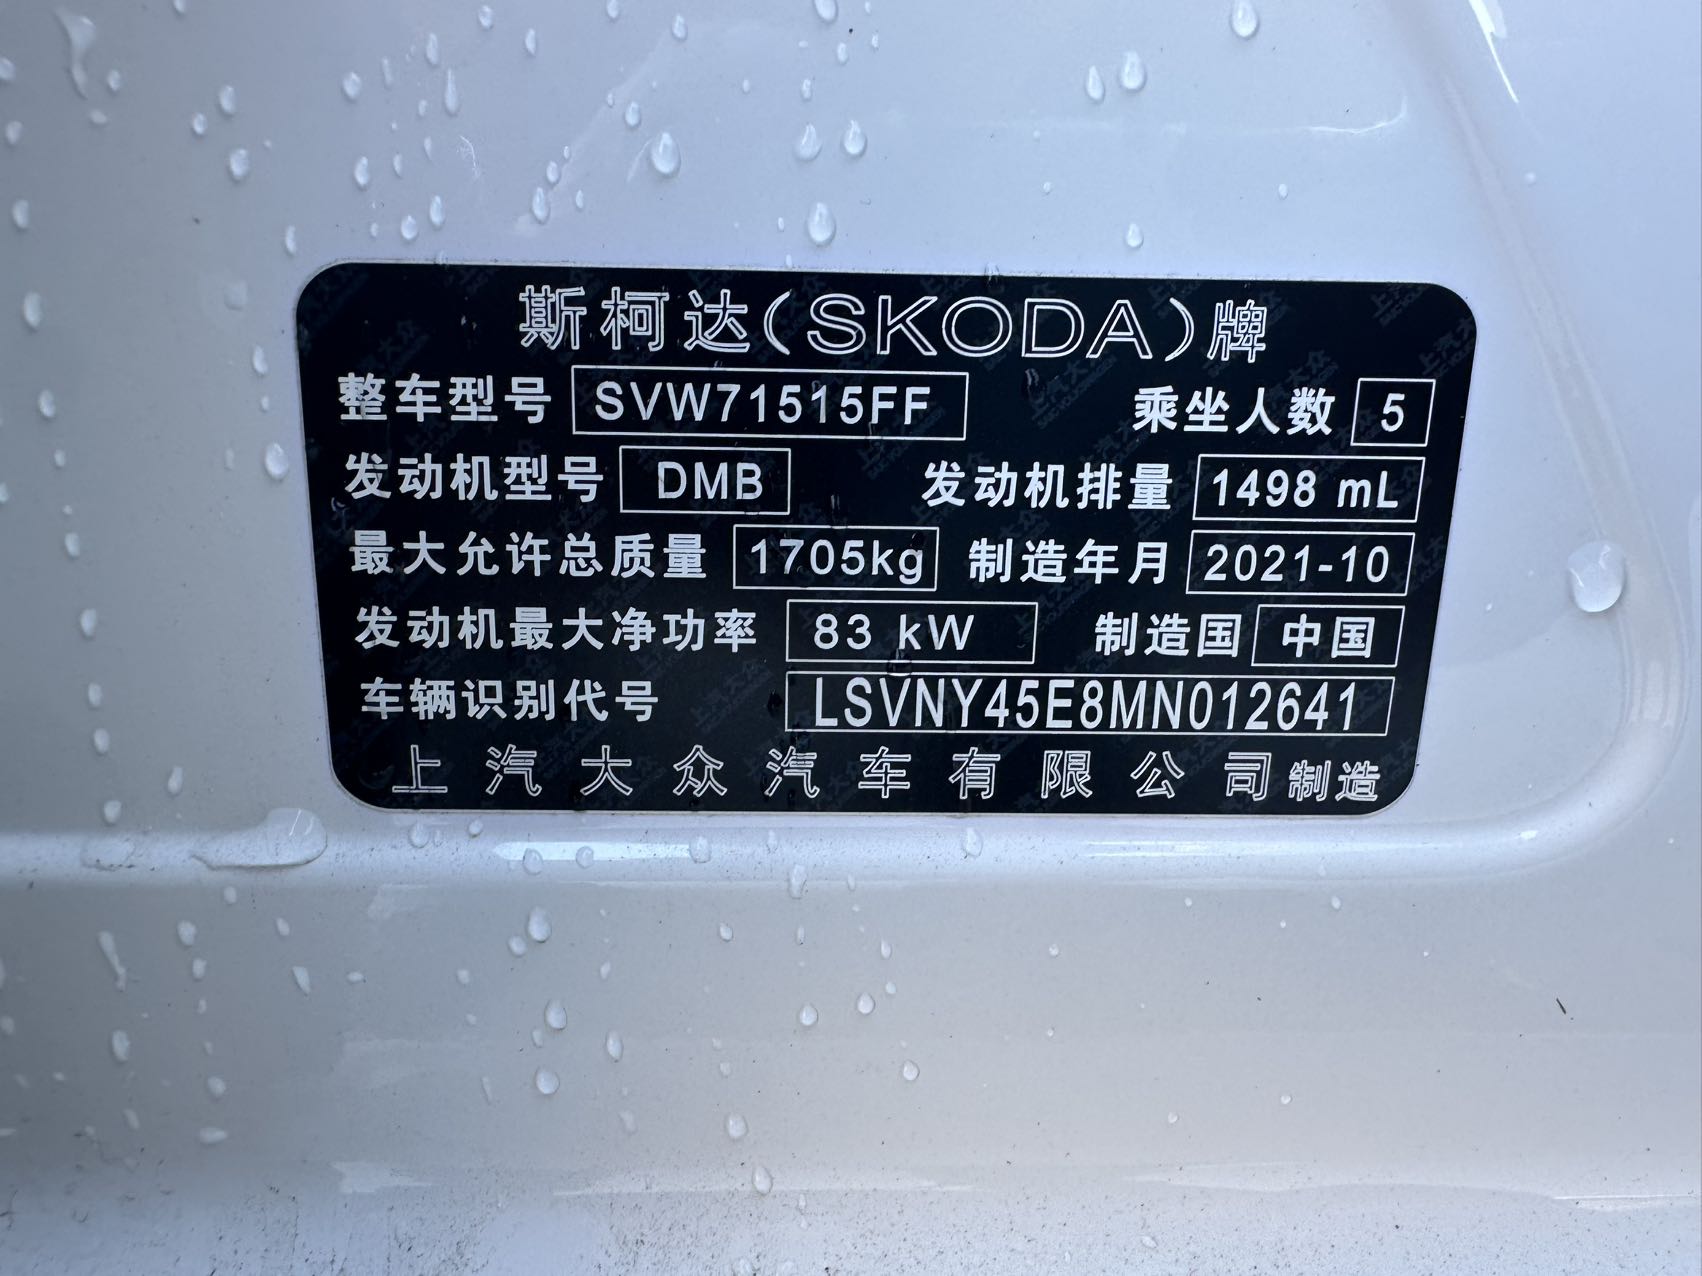 斯柯达(SKODA)牌
整车型号 SVW71515FF 乘坐人数 5
发动机型号 DMB 发动机排量 1498 mL
最大允许总质量 1705kg 制造年月 2021-10
发动机最大净功率 83 kW 制造国 中国
车辆识别代号 LSVNY45E8MN012641
上汽大众汽车有限公司制造